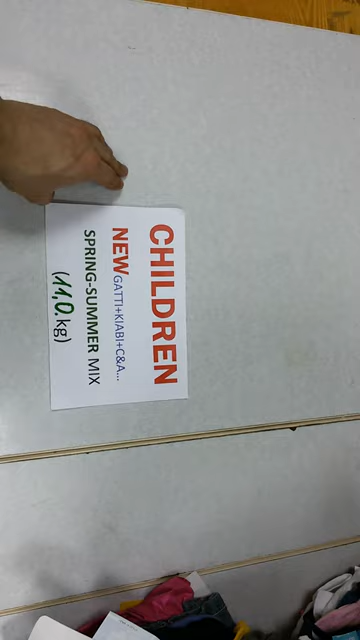 CHILDREN
NEW GATTI+KIABI+C&A...
SPRING-SUMMER MIX
(11,0 kg)